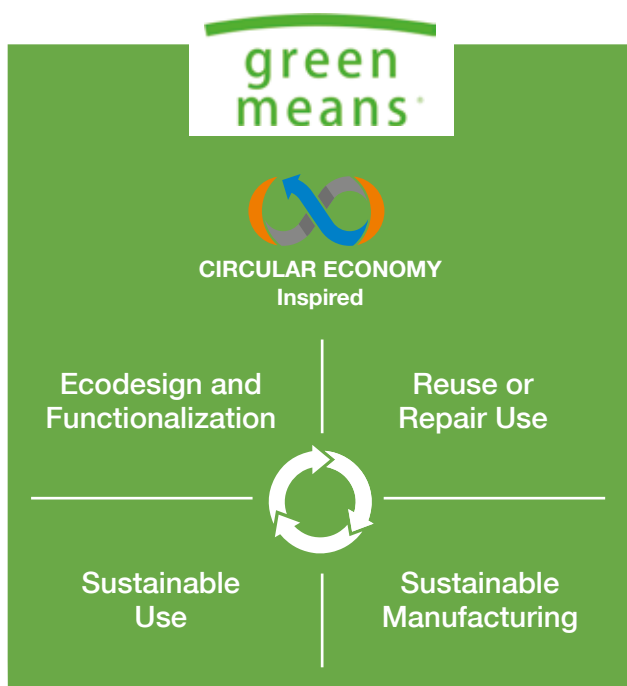 green
means®
CIRCULAR ECONOMY
Inspired
Ecodesign and
Functionalization
Reuse or
Repair Use
Sustainable
Use
Sustainable
Manufacturing